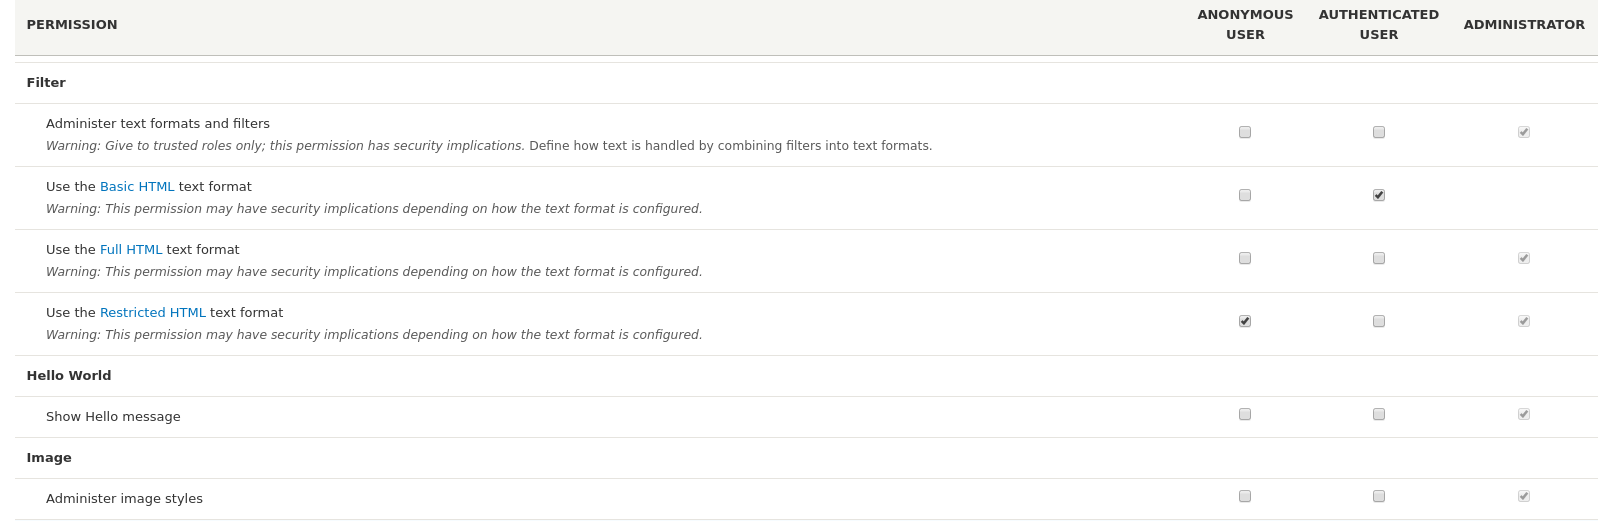 PERMISSION
ANONYMOUS USER
AUTHENTICATED USER
ADMINISTRATOR
Filter
Administer text formats and filters
Warning: Give to trusted roles only; this permission has security implications. Define how text is handled by combining filters into text formats.
Use the Basic HTML text format
Warning: This permission may have security implications depending on how the text format is configured.
Use the Full HTML text format
Warning: This permission may have security implications depending on how the text format is configured.
Use the Restricted HTML text format
Warning: This permission may have security implications depending on how the text format is configured.
Hello World
Show Hello message
Image
Administer image styles